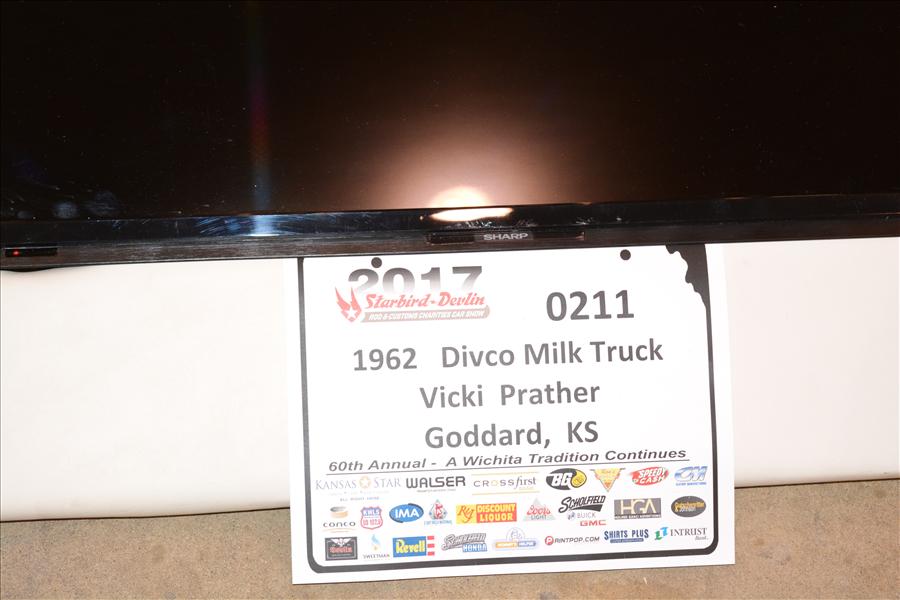 SHARP
2017
Starbird-Devlin
ROD & CUSTOMS CHARITIES CAR SHOW
0211
1962 Divco Milk Truck
Vicki Prather
Goddard, KS
60th Annual - A Wichita Tradition Continues
KANSAS STAR WALSER CROSSfirst BG SPEEDY CASH
conco IMA DISCOUNT LIQUOR Coors LIGHT SCHOLFIELD BUICK GMC HGA
SWEETMAN Revell HONDA PRINTPOP.COM SHIRTS PLUS INTRUST Bank